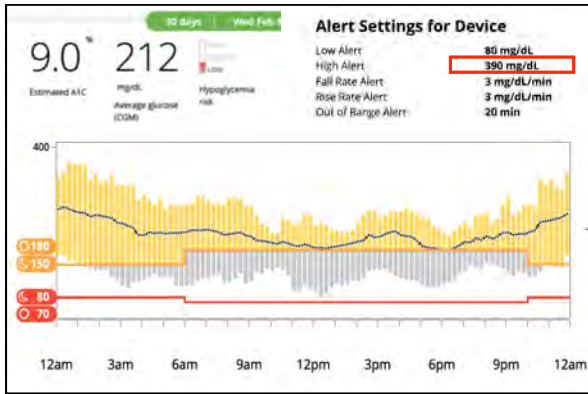 30 days | Wed Feb
9.0 %
Estimated A1C
212
mg/dL
Average glucose
(CGM)
LOW
Hypoglycemia
risk
Alert Settings for Device
Low Alert 80 mg/dL
High Alert 390 mg/dL
Fall Rate Alert 3 mg/dL/min
Rise Rate Alert 3 mg/dL/min
Out of Range Alert 20 min
400
180
150
80
70
12am 3am 6am 9am 12pm 3pm 6pm 9pm 12am